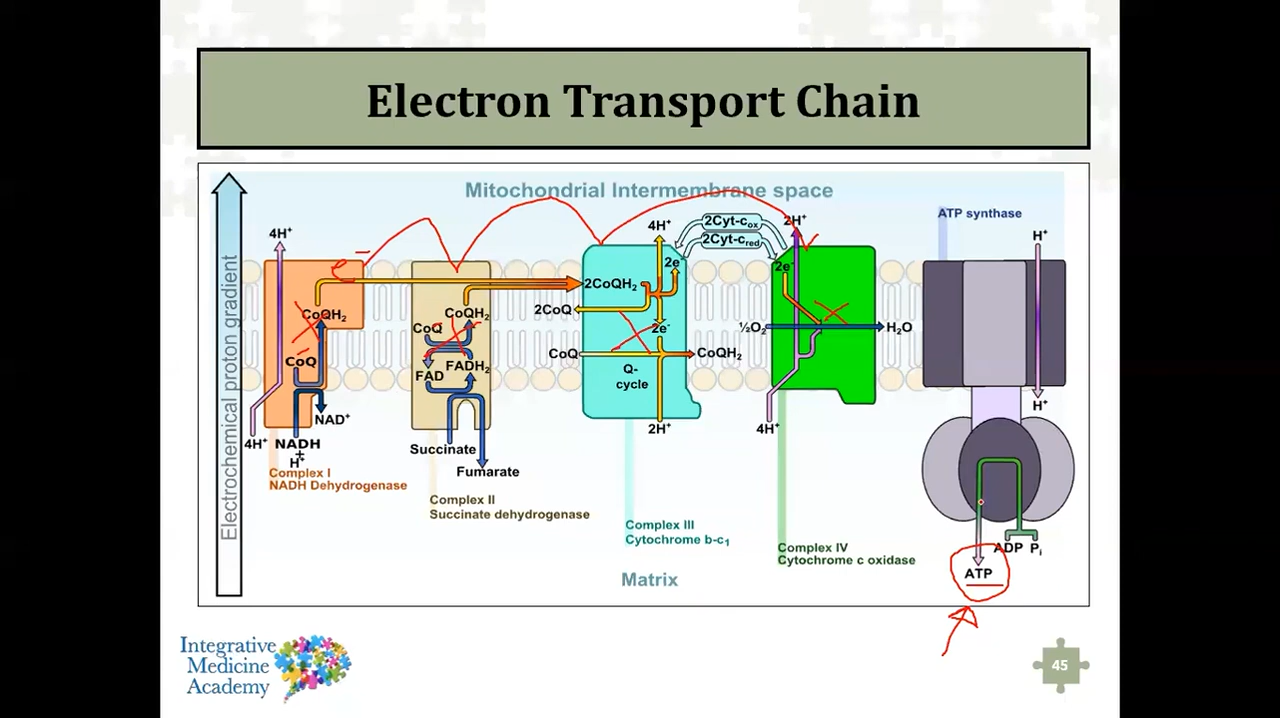 Electron Transport Chain
Mitochondrial Intermembrane space
Electrochemical proton gradient
4H⁺
CoQH₂
CoQ
NAD⁺
4H⁺
NADH
+
H⁺
Complex I
NADH Dehydrogenase
CoQ
CoQH₂
FAD
FADH₂
Succinate
Fumarate
Complex II
Succinate dehydrogenase
4H⁺
2e⁻
2CoQH₂
2CoQ
2e⁻
CoQ
CoQH₂
Q-
cycle
2H⁺
Complex III
Cytochrome b-c₁
2Cyt-cox
2Cyt-cred
2H⁺
2e⁻
½O₂
H₂O
4H⁺
Complex IV
Cytochrome c oxidase
ATP synthase
H⁺
H⁺
ADP Pi
ATP
Matrix
Integrative
Medicine
Academy
45